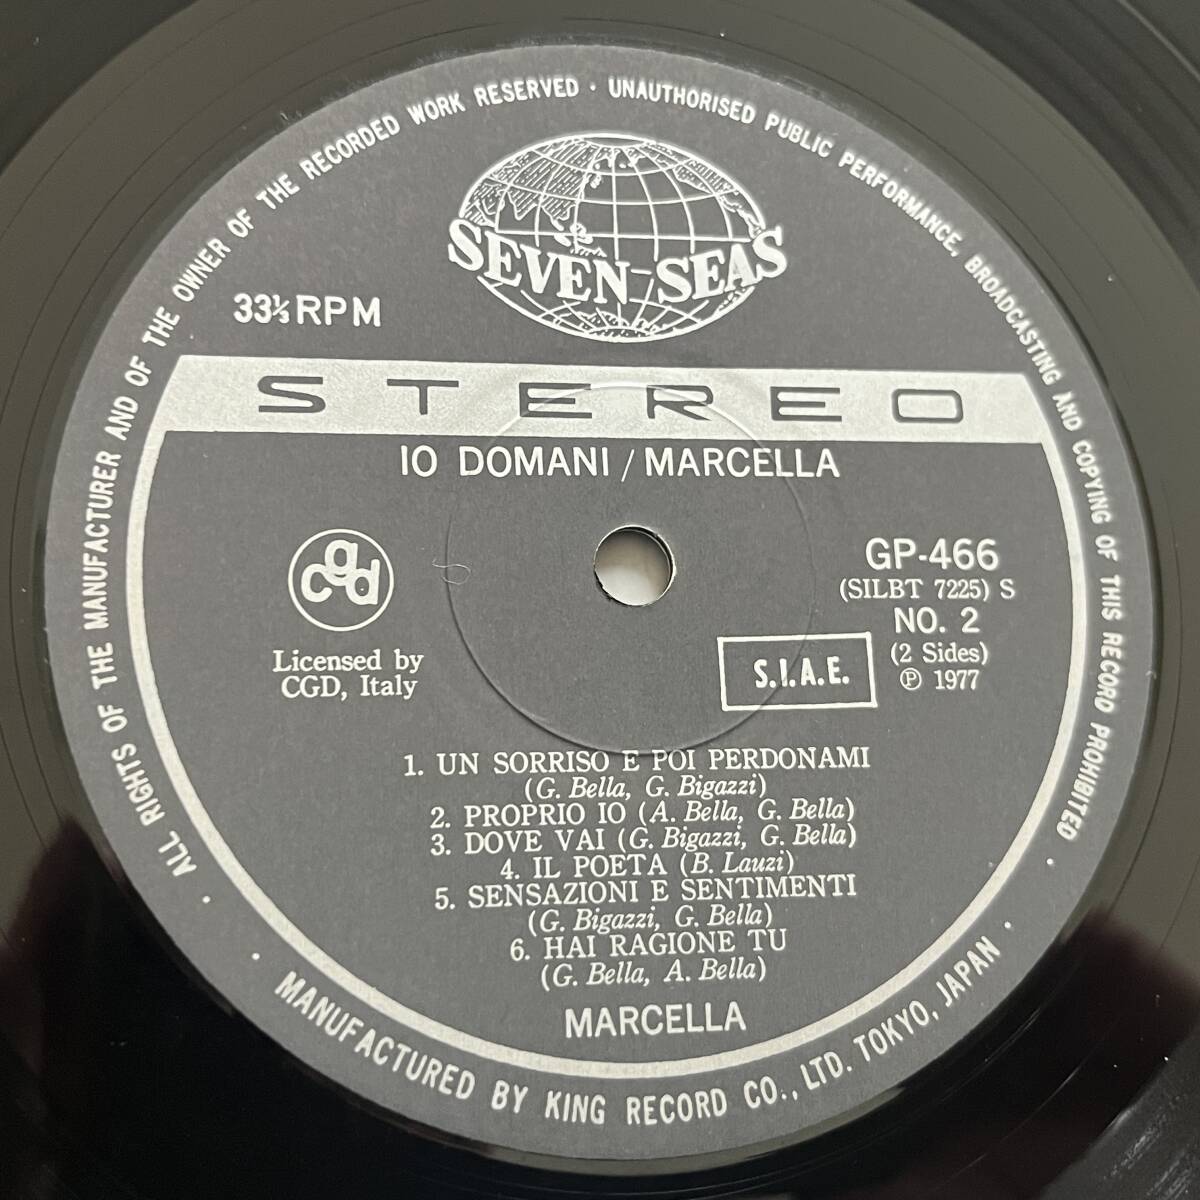 ALL RIGHTS OF THE MANUFACTURER AND OF THE OWNER OF THE RECORDED WORK RESERVED · UNAUTHORISED PUBLIC PERFORMANCE, BROADCASTING AND COPYING OF THIS RECORD PROHIBITED ·
SEVEN SEAS
33⅓ RPM
STEREO
IO DOMANI / MARCELLA
cgd
Licensed by
CGD, Italy
GP-466
(SILBT 7225) S
NO. 2
(2 Sides)
℗ 1977
S.I.A.E.
1. UN SORRISO E POI PERDONAMI
(G. Bella, G. Bigazzi)
2. PROPRIO IO (A. Bella, G. Bella)
3. DOVE VAI (G. Bigazzi, G. Bella)
4. IL POETA (B. Lauzi)
5. SENSAZIONI E SENTIMENTI
(G. Bigazzi, G. Bella)
6. HAI RAGIONE TU
(G. Bella, A. Bella)
MARCELLA
· MANUFACTURED BY KING RECORD CO., LTD. TOKYO, JAPAN ·